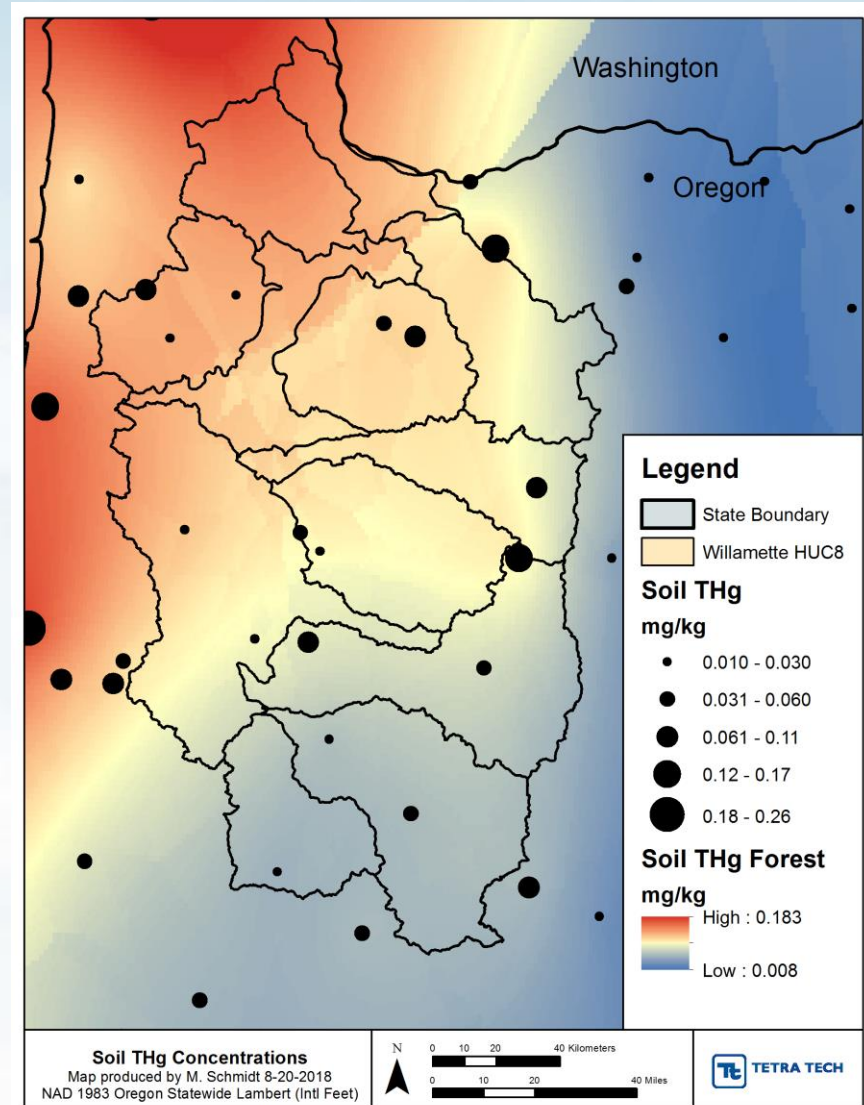 Washington
Oregon
Legend
State Boundary
Willamette HUC8
Soil THg
mg/kg
0.010 - 0.030
0.031 - 0.060
0.061 - 0.11
0.12 - 0.17
0.18 - 0.26
Soil THg Forest
mg/kg
High : 0.183
Low : 0.008
Soil THg Concentrations
Map produced by M. Schmidt 8-20-2018
NAD 1983 Oregon Statewide Lambert (Intl Feet)
N
0 10 20 40 Kilometers
0 10 20 40 Miles
Tt TETRA TECH